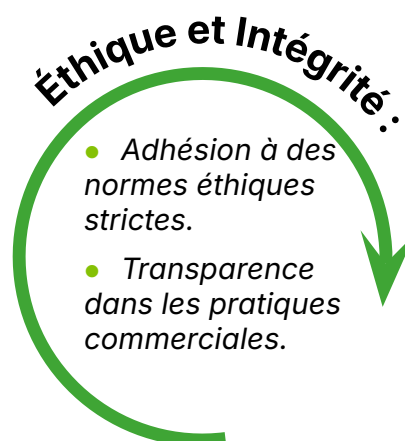 Éthique et Intégrité :
• Adhésion à des
normes éthiques
strictes.
• Transparence
dans les pratiques
commerciales.